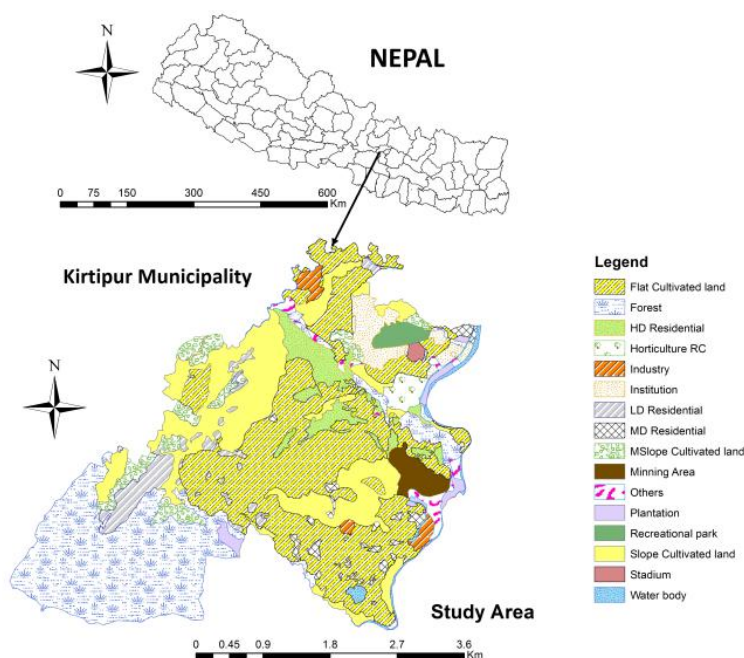 NEPAL
N
0 75 150 300 450 600
Km
Kirtipur Municipality
N
Legend
Flat Cultivated land
Forest
HD Residential
Horticulture RC
Industry
Institution
LD Residential
MD Residential
MSlope Cultivated land
Minning Area
Others
Plantation
Recreational park
Slope Cultivated land
Stadium
Water body
Study Area
0 0.45 0.9 1.8 2.7 3.6
Km